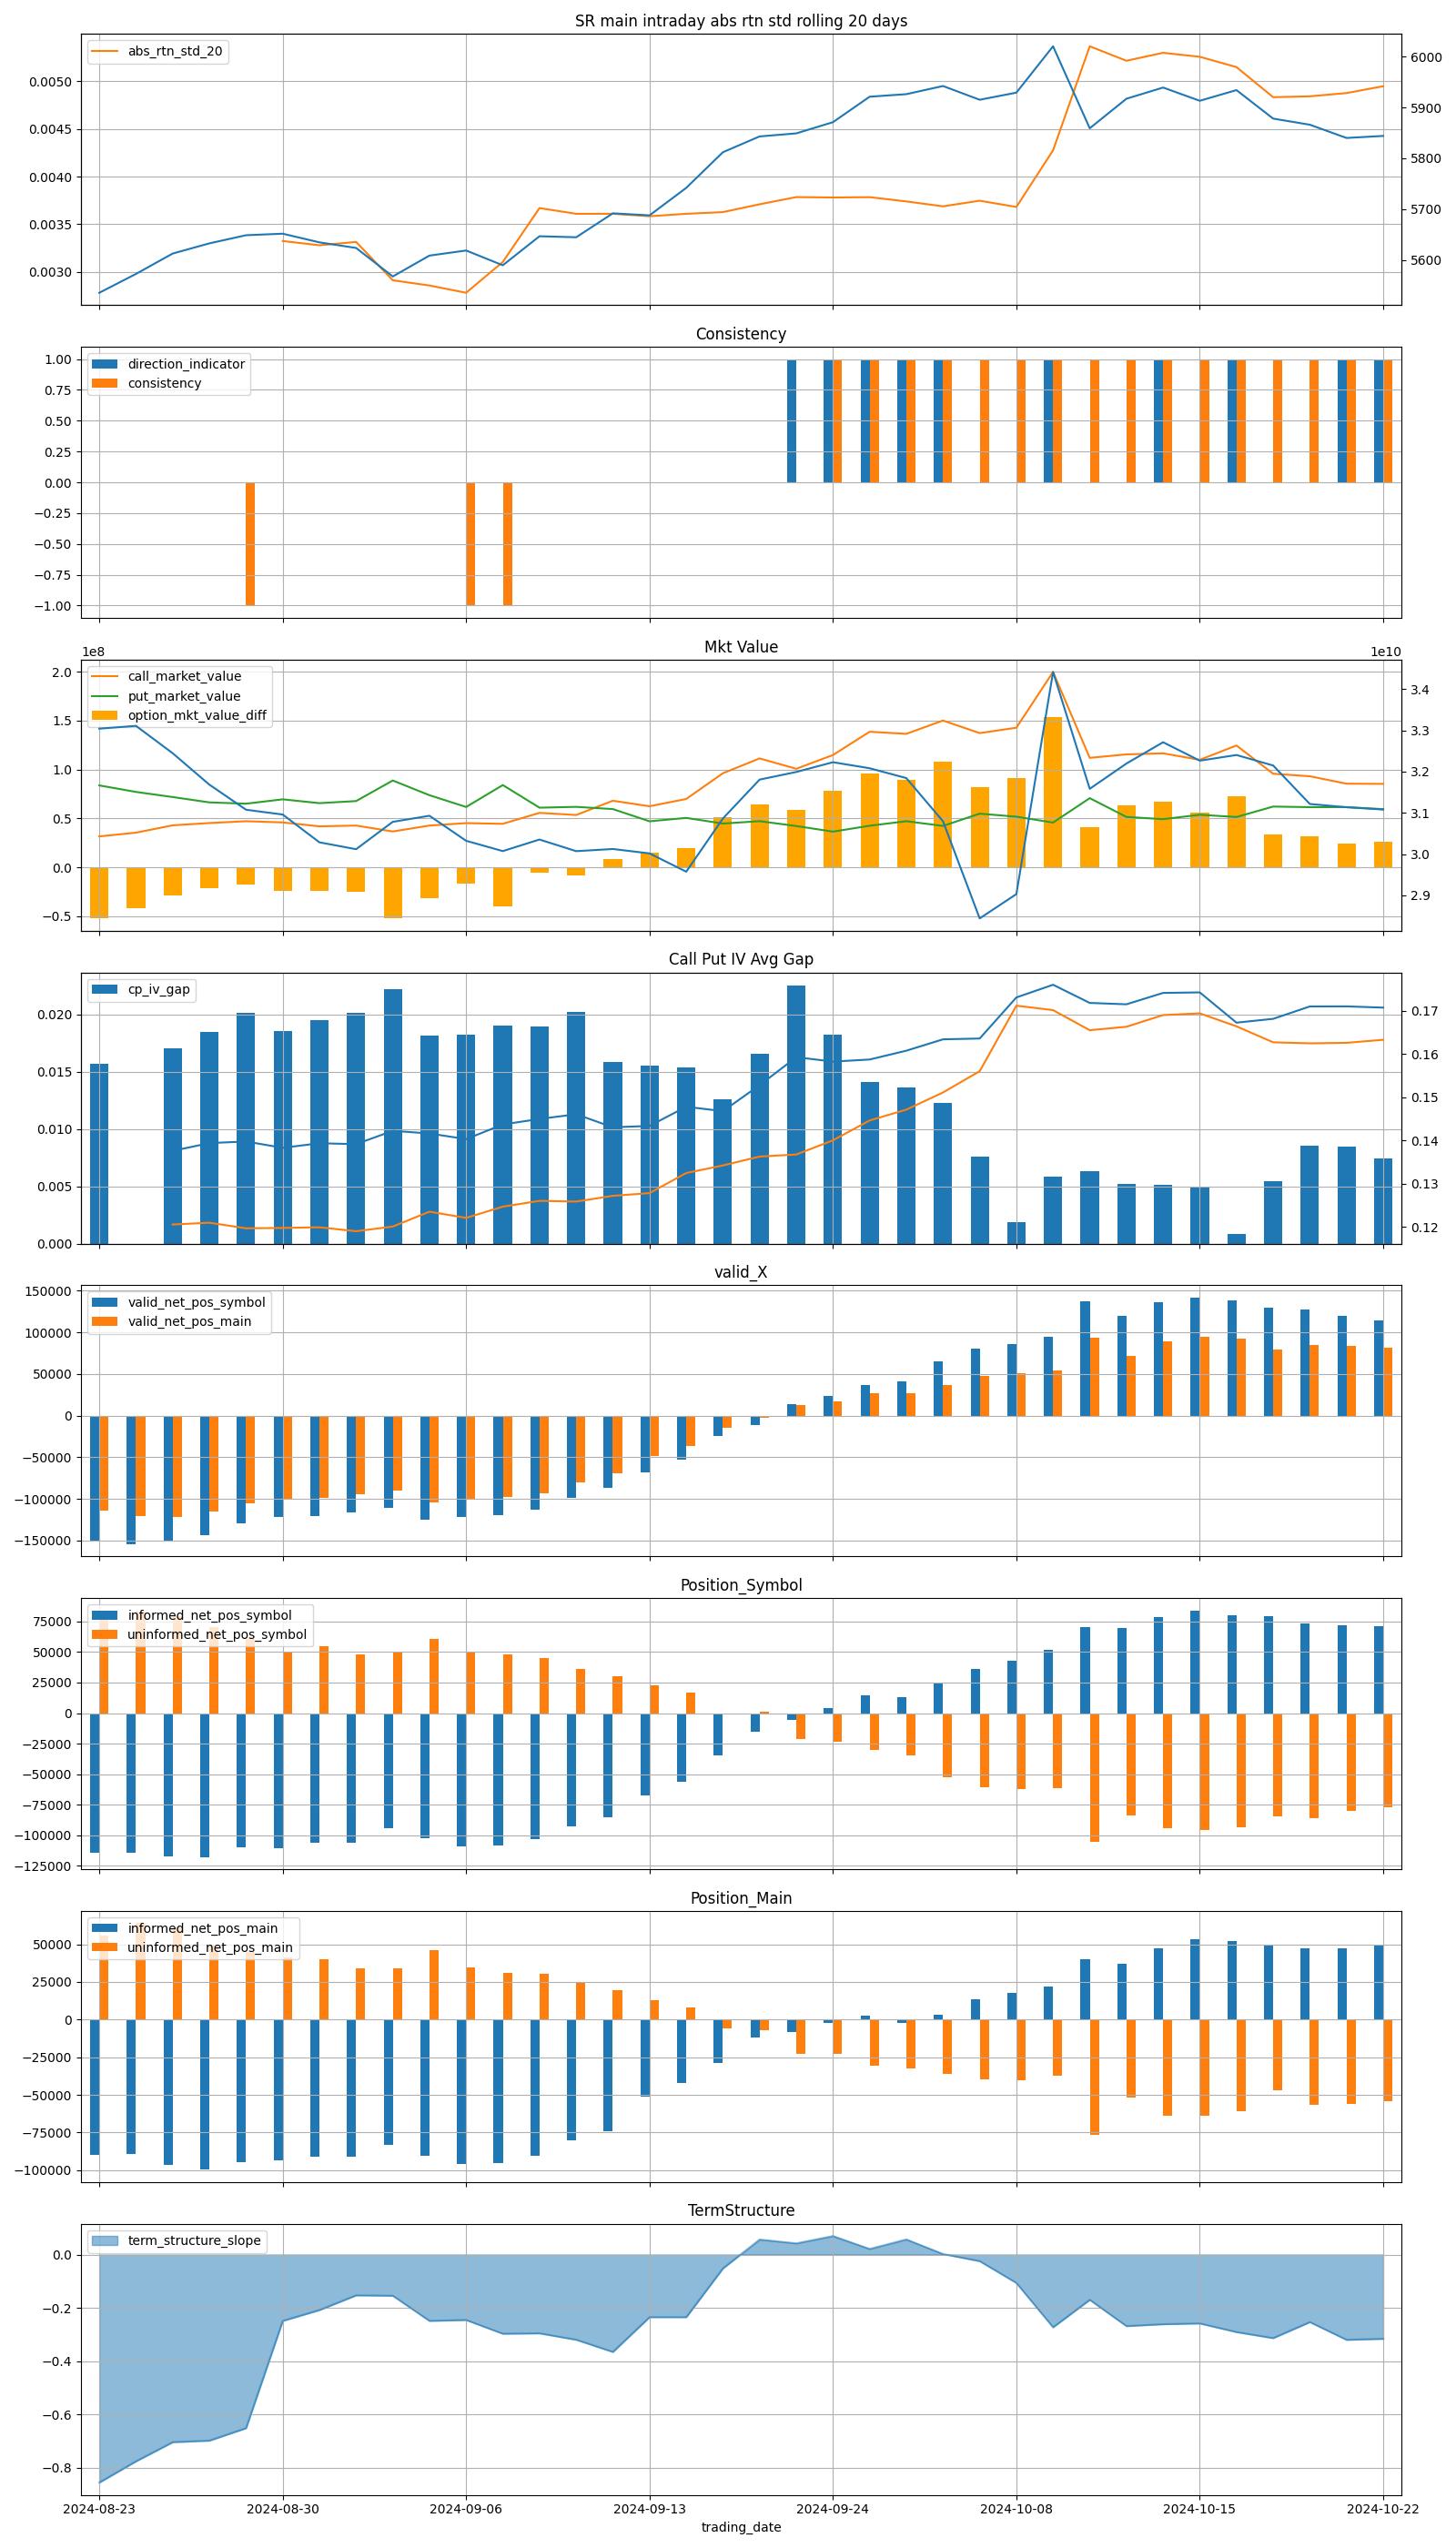 SR main intraday abs rtn std rolling 20 days
abs_rtn_std_20
0.0050
0.0045
0.0040
0.0035
0.0030
6000
5900
5800
5700
5600
Consistency
direction_indicator
consistency
1.00
0.75
0.50
0.25
0.00
−0.25
−0.50
−0.75
−1.00
Mkt Value
1e8
1e10
call_market_value
put_market_value
option_mkt_value_diff
2.0
1.5
1.0
0.5
0.0
−0.5
3.4
3.3
3.2
3.1
3.0
2.9
Call Put IV Avg Gap
cp_iv_gap
0.020
0.015
0.010
0.005
0.000
0.17
0.16
0.15
0.14
0.13
0.12
valid_X
valid_net_pos_symbol
valid_net_pos_main
150000
100000
50000
0
−50000
−100000
−150000
Position_Symbol
informed_net_pos_symbol
uninformed_net_pos_symbol
75000
50000
25000
0
−25000
−50000
−75000
−100000
−125000
Position_Main
informed_net_pos_main
uninformed_net_pos_main
50000
25000
0
−25000
−50000
−75000
−100000
TermStructure
term_structure_slope
0.0
−0.2
−0.4
−0.6
−0.8
2024-08-23 2024-08-30 2024-09-06 2024-09-13 2024-09-24 2024-10-08 2024-10-15 2024-10-22
trading_date